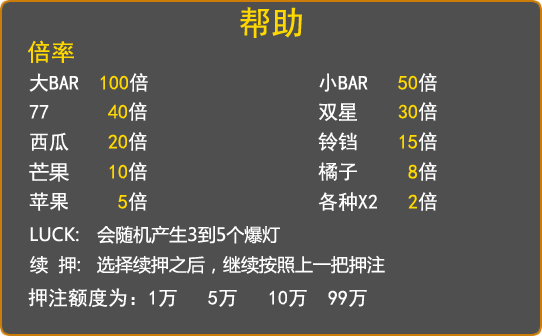 帮助
倍率
大BAR 100倍 小BAR 50倍
77 40倍 双星 30倍
西瓜 20倍 铃铛 15倍
芒果 10倍 橘子 8倍
苹果 5倍 各种X2 2倍
LUCK: 会随机产生3到5个爆灯
续 押: 选择续押之后，继续按照上一把押注
押注额度为：1万 5万 10万 99万